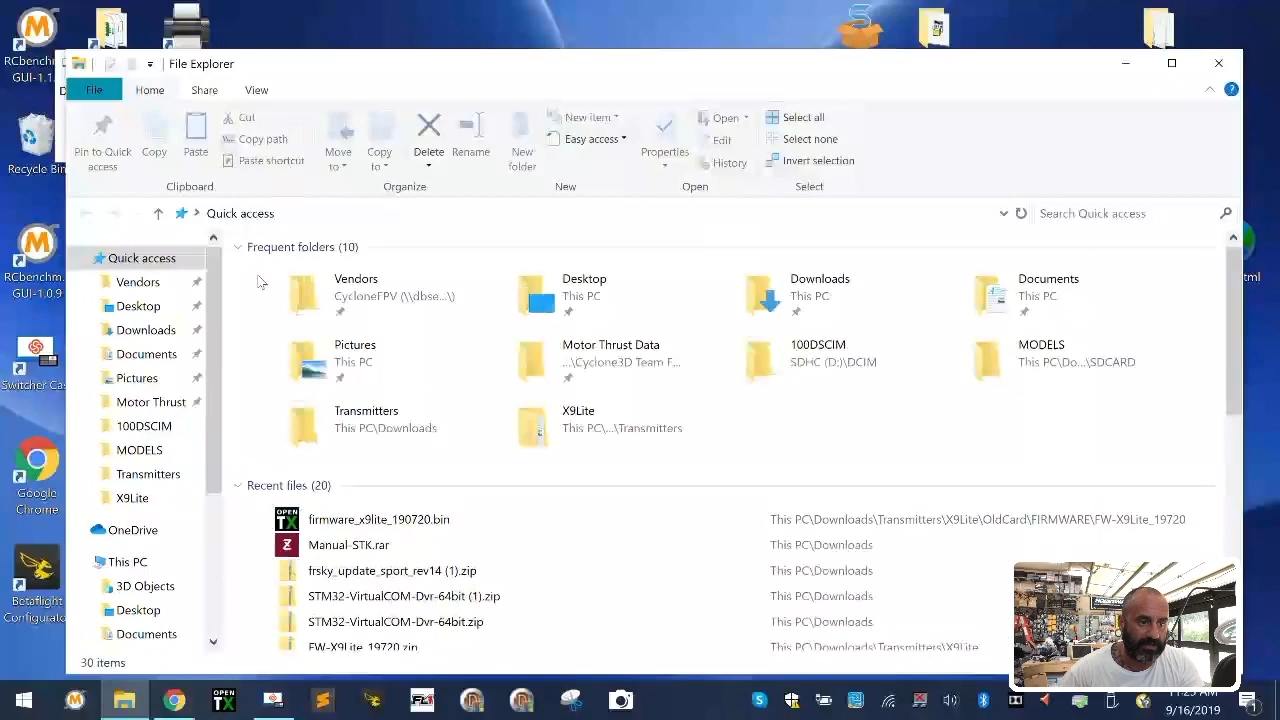 RCbenchm...
GUI-1.1.
Recycle Bin
RCbenchm...
GUI-1.0.9
Switcher Cas
Google
Chrome
Betaflight
Configurato
File Explorer
File
Home
Share
View
Pin to Quick
access
Copy
Paste
Cut
Copy path
Paste shortcut
Clipboard
Move
to
Copy
to
Delete
Rename
Organize
New
folder
New item
Easy access
New
Properties
Open
Edit
History
Open
Select all
Select none
Invert selection
Select
Quick access
Search Quick access
Quick access
Vendors
Desktop
Downloads
Documents
Pictures
Motor Thrust
100DSCIM
MODELS
Transmitters
X9Lite
OneDrive
This PC
3D Objects
Desktop
Documents
Frequent folders (10)
Vendors
CycloneFPV (\\dbse...\)
Desktop
This PC
Downloads
This PC
Documents
This PC
Pictures
This PC
Motor Thrust Data
...\Cyclone3D Team F...
100DSCIM
SDHC (D:)\DCIM
MODELS
This PC\Do...\SDCARD
Transmitters
This PC\Downloads
X9Lite
This PC\...\Transmitters
Recent files (20)
OPEN
TX
firmware_x9lite_190720.bin
This PC\Downloads\Transmitters\X9Lite\OldCard\FIRMWARE\FW-X9Lite_19720
Manual-STK.rar
This PC\Downloads
frsky_update_sport_rev14 (1).zip
This PC\Downloads
STM32-VirtualCOM-Dvr-64bit (1).zip
This PC\Downloads
STM32-VirtualCOM-Dvr-64bit.zip
This PC\Downloads
FW-X9Lite_19720.zip
This PC\Downloads\Transmitters\X9Lite
30 items
OPEN
TX
11:25 AM
9/16/2019